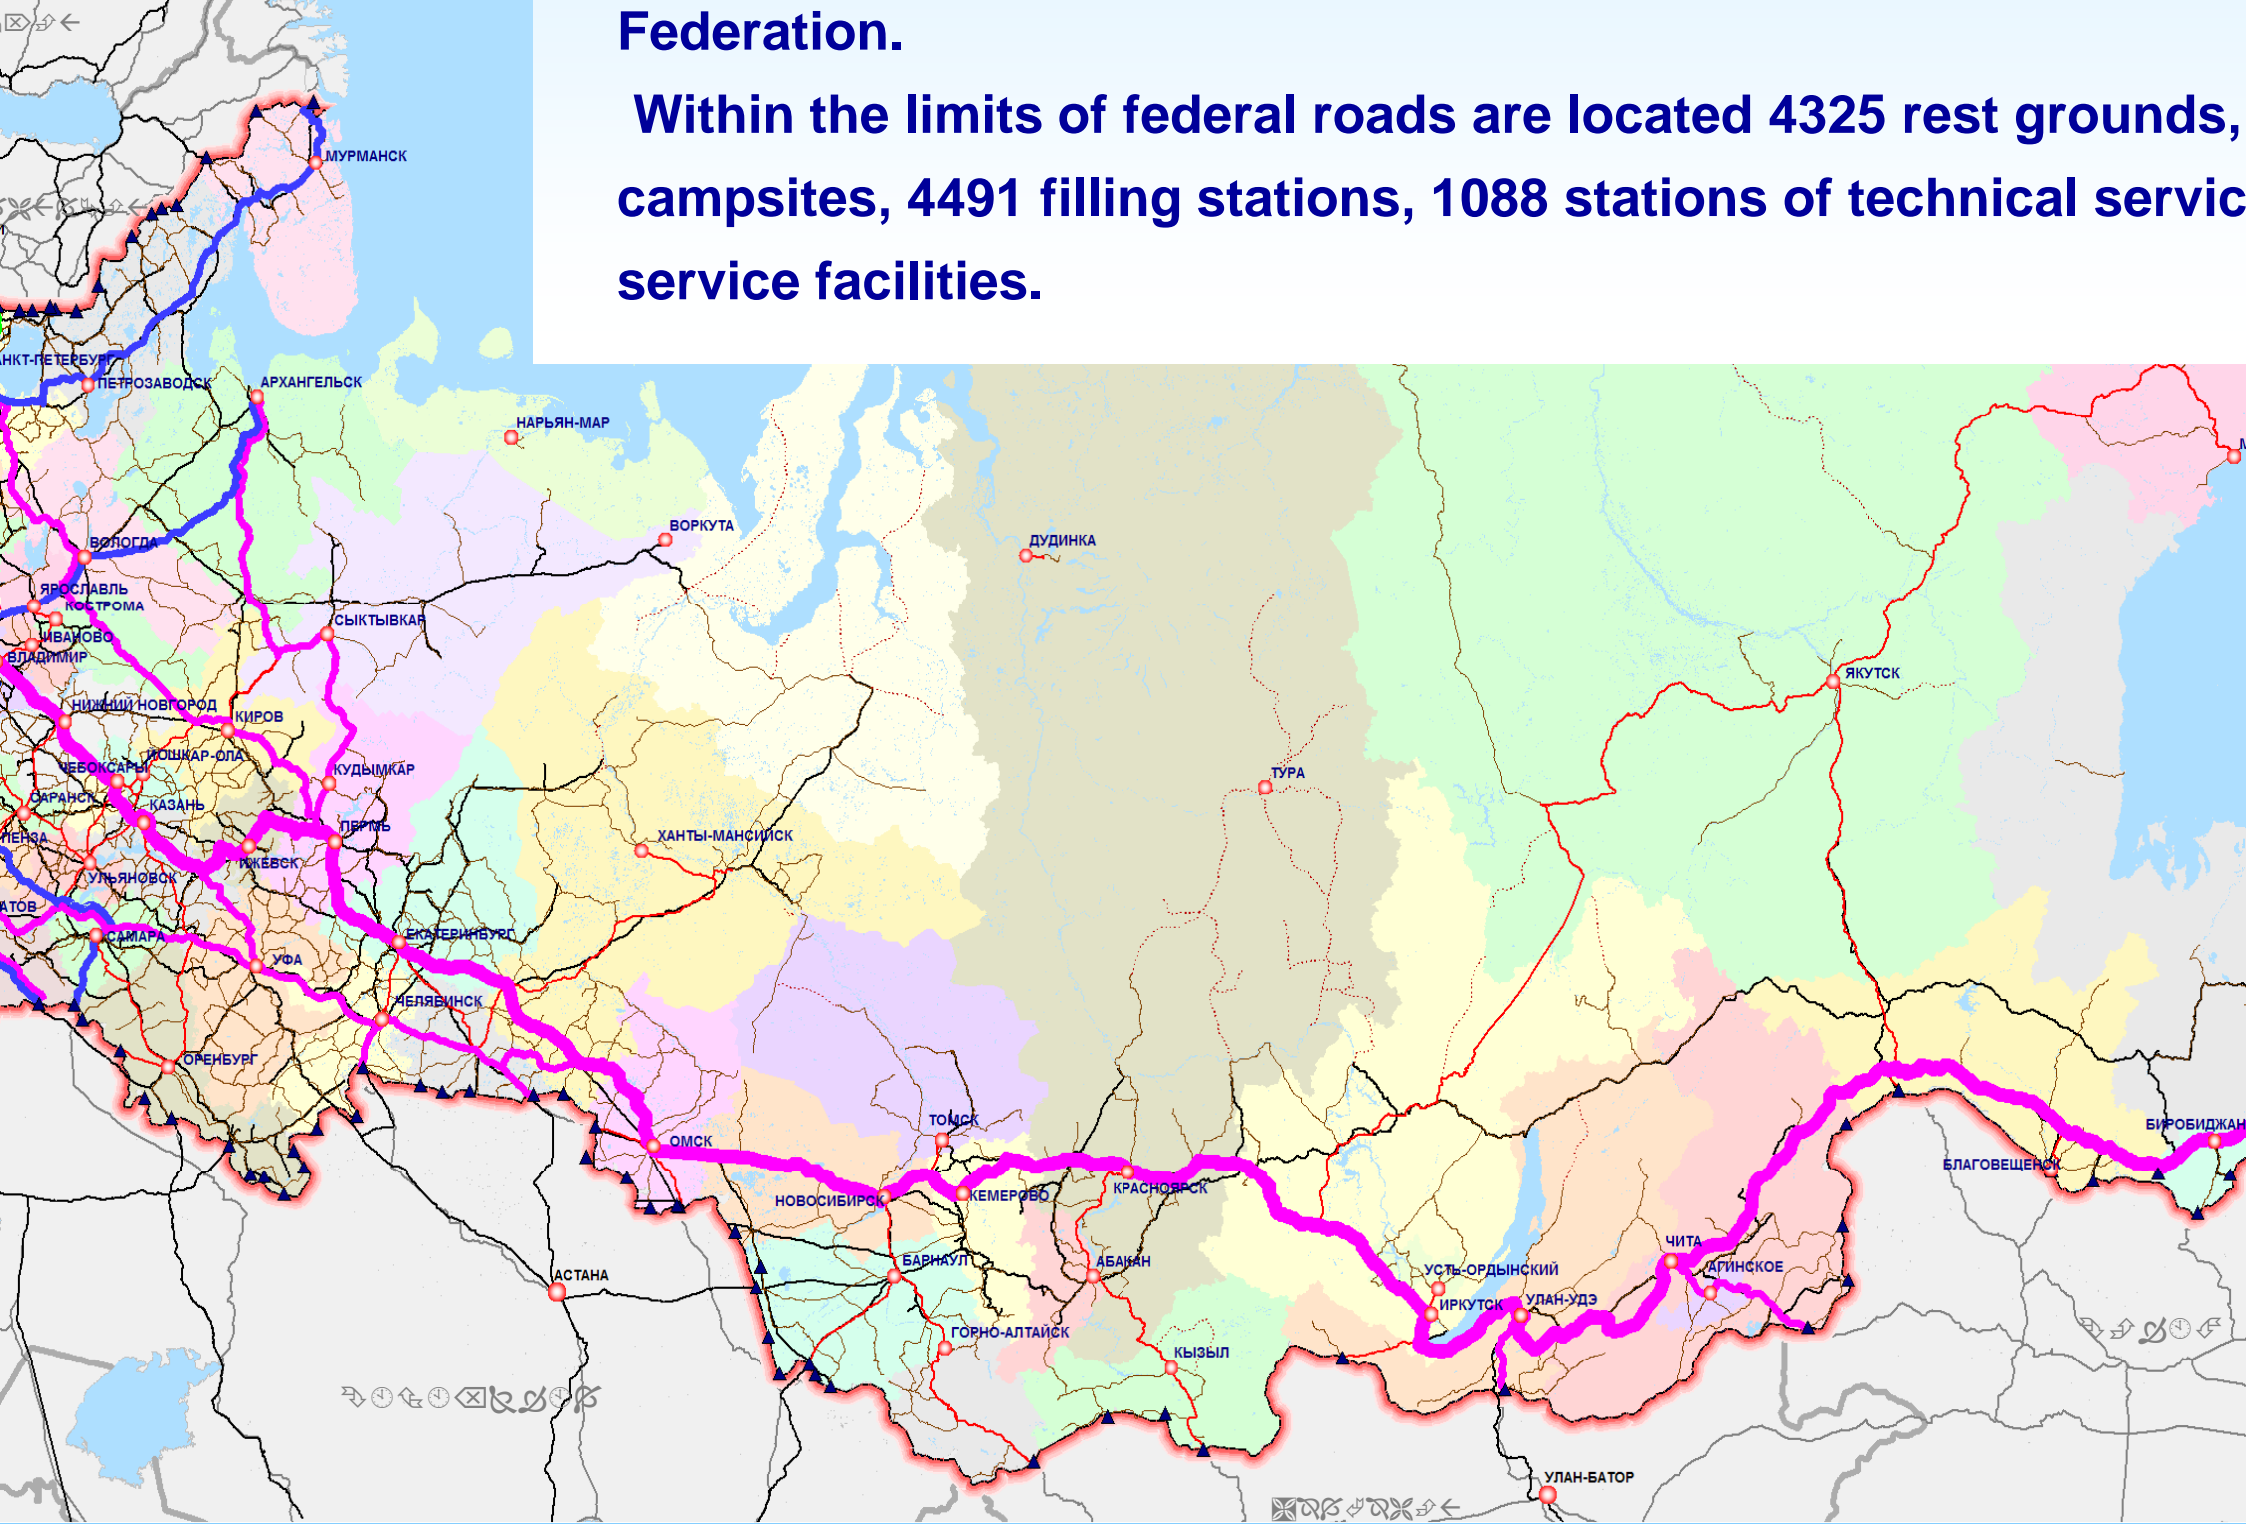 Federation.
Within the limits of federal roads are located 4325 rest grounds,
campsites, 4491 filling stations, 1088 stations of technical servic
service facilities.
МУРМАНСК
АНКТ-ПЕТЕРБУРГ
ПЕТРОЗАВОДСК
АРХАНГЕЛЬСК
НАРЬЯН-МАР
ВОРКУТА
ДУДИНКА
ВОЛОГДА
ЯРОСЛАВЛЬ
КОСТРОМА
ИВАНОВО
ВЛАДИМИР
СЫКТЫВКАР
ЯКУТСК
НИЖНИЙ НОВГОРОД
КИРОВ
ЙОШКАР-ОЛА
ЧЕБОКСАРЫ
КУДЫМКАР
ТУРА
САРАНСК
КАЗАНЬ
ПЕНЗА
ПЕРМЬ
ХАНТЫ-МАНСИЙСК
ИЖЕВСК
УЛЬЯНОВСК
АТОВ
САМАРА
ЕКАТЕРИНБУРГ
УФА
ЧЕЛЯБИНСК
ОРЕНБУРГ
ТОМСК
ОМСК
БИРОБИДЖАН
БЛАГОВЕЩЕНСК
НОВОСИБИРСК
КЕМЕРОВО
КРАСНОЯРСК
ЧИТА
АГИНСКОЕ
БАРНАУЛ
АБАКАН
УСТЬ-ОРДЫНСКИЙ
АСТАНА
ИРКУТСК
УЛАН-УДЭ
ГОРНО-АЛТАЙСК
КЫЗЫЛ
УЛАН-БАТОР